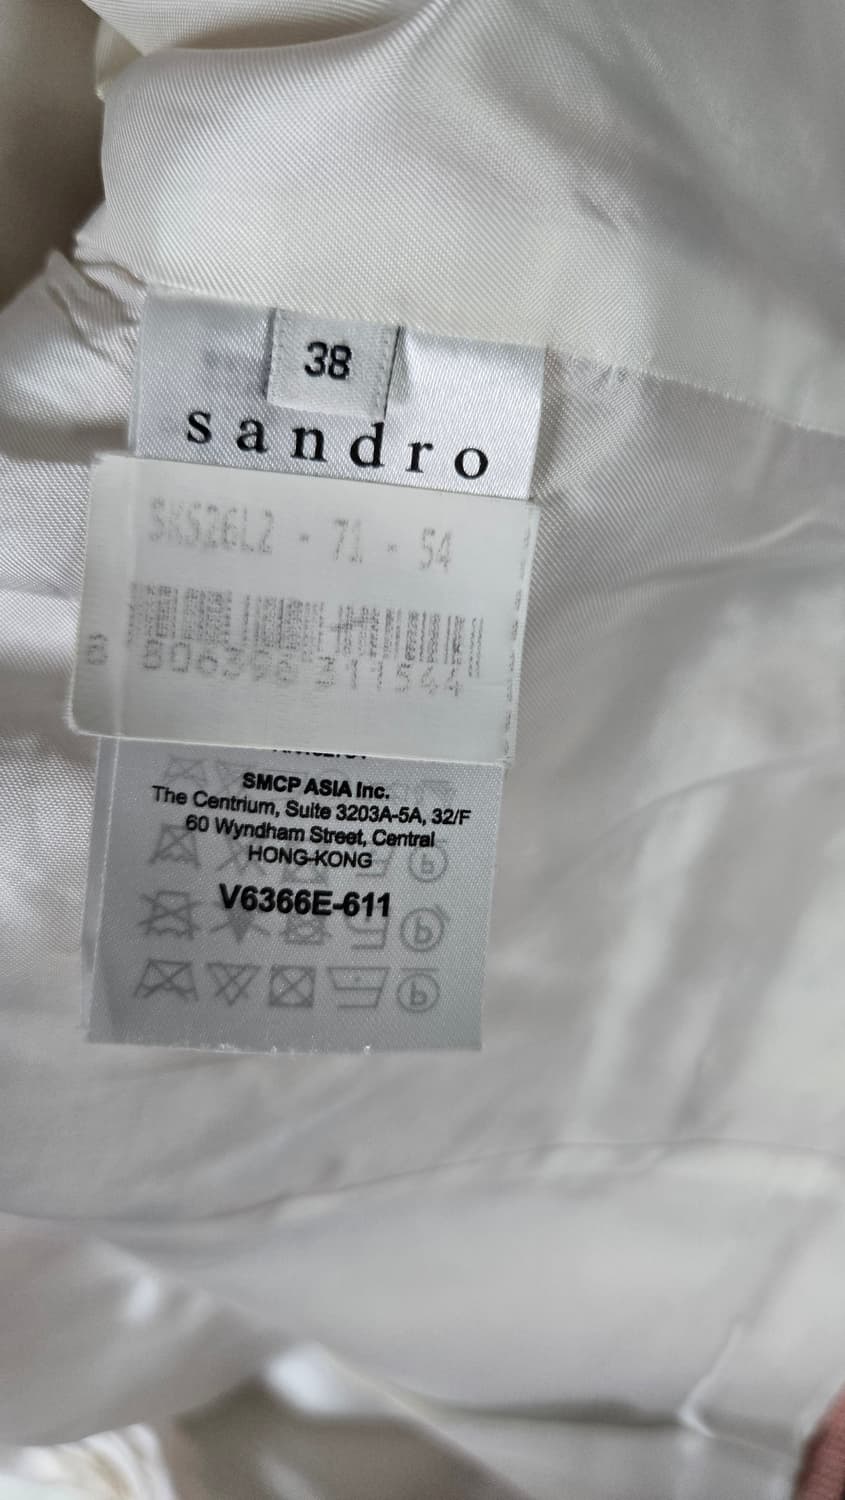 38
sandro
SKS26L2 - 71 - 54
SMCP ASIA Inc.
The Centrium, Suite 3203A-5A, 32/F
60 Wyndham Street, Central
HONG-KONG
V6366E-611